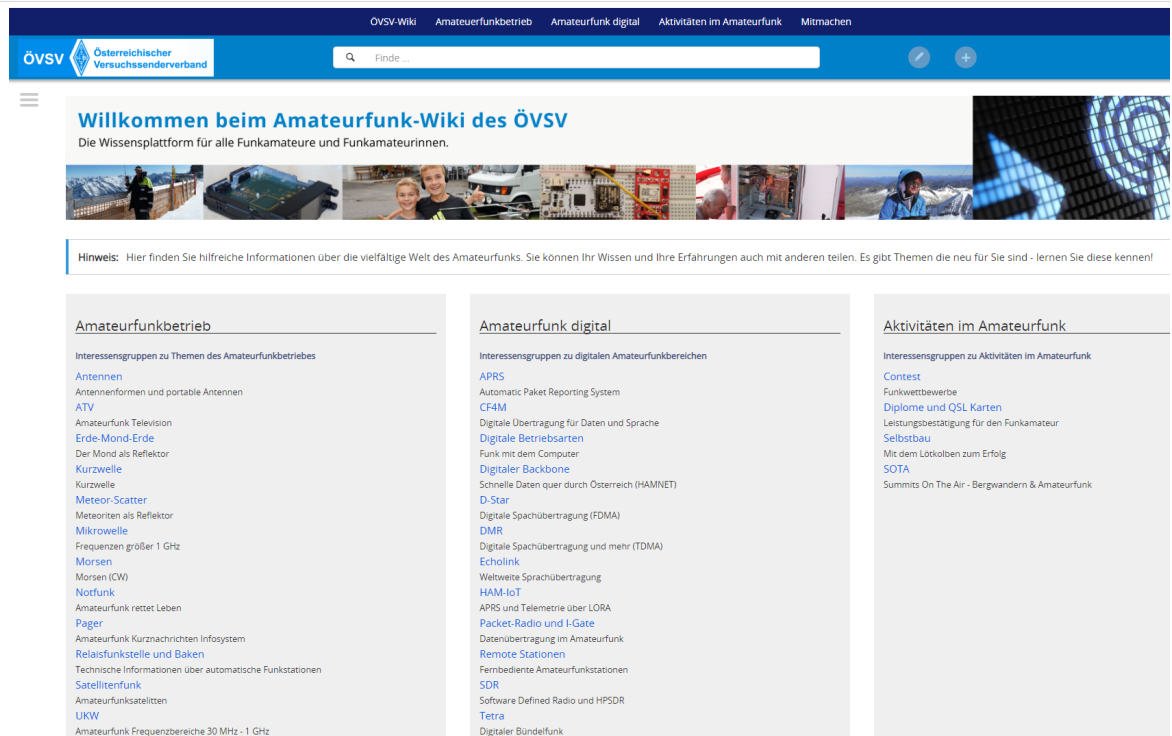 ÖVSV-Wiki Amateuerfunkbetrieb Amateurfunk digital Aktivitäten im Amateurfunk Mitmachen
ÖVSV Österreichischer Versuchssenderverband
Finde ...
Willkommen beim Amateurfunk-Wiki des ÖVSV
Die Wissensplattform für alle Funkamateure und Funkamateurinnen.
Hinweis: Hier finden Sie hilfreiche Informationen über die vielfältige Welt des Amateurfunks. Sie können Ihr Wissen und Ihre Erfahrungen auch mit anderen teilen. Es gibt Themen die neu für Sie sind - lernen Sie diese kennen!
Amateurfunkbetrieb
Interessensgruppen zu Themen des Amateurfunkbetriebes
Antennen
Antennenformen und portable Antennen
ATV
Amateurfunk Television
Erde-Mond-Erde
Der Mond als Reflektor
Kurzwelle
Kurzwelle
Meteor-Scatter
Meteoriten als Reflektor
Mikrowelle
Frequenzen größer 1 GHz
Morsen
Morsen (CW)
Notfunk
Amateurfunk rettet Leben
Pager
Amateurfunk Kurznachrichten Infosystem
Relaisfunkstelle und Baken
Technische Informationen über automatische Funkstationen
Satellitenfunk
Amateurfunksatelitten
UKW
Amateurfunk Frequenzbereiche 30 MHz - 1 GHz
Amateurfunk digital
Interessensgruppen zu digitalen Amateurfunkbereichen
APRS
Automatic Paket Reporting System
CF4M
Digitale Übertragung für Daten und Sprache
Digitale Betriebsarten
Funk mit dem Computer
Digitaler Backbone
Schnelle Daten quer durch Österreich (HAMNET)
D-Star
Digitale Spachübertragung (FDMA)
DMR
Digitale Spachübertragung und mehr (TDMA)
Echolink
Weltweite Sprachübertragung
HAM-IoT
APRS und Telemetrie über LORA
Packet-Radio und I-Gate
Datenübertragung im Amateurfunk
Remote Stationen
Fernbediente Amateurfunkstationen
SDR
Software Defined Radio und HPSDR
Tetra
Digitaler Bündelfunk
Aktivitäten im Amateurfunk
Interessensgruppen zu Aktivitäten im Amateurfunk
Contest
Funkwettbewerbe
Diplome und QSL Karten
Leistungsbestätigung für den Funkamateur
Selbstbau
Mit dem Lötkolben zum Erfolg
SOTA
Summits On The Air - Bergwandern & Amateurfunk